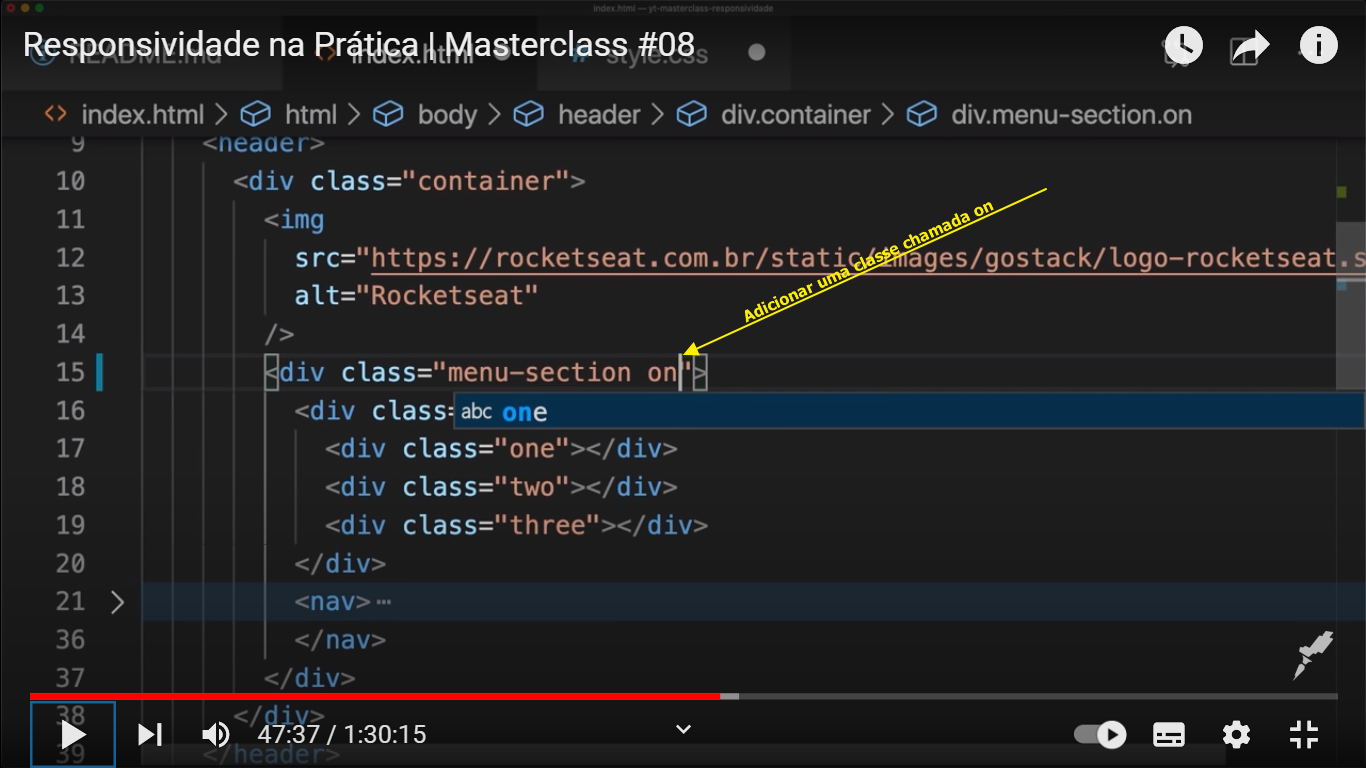 index.html — yt-masterclass-responsividade
Responsividade na Prática | Masterclass #08
README.md index.html # style.css
<> index.html > html > body > header > div.container > div.menu-section.on
9 <header>
10 <div class="container">
11 <img
12 src="https://rocketseat.com.br/static/images/gostack/logo-rocketseat.s
13 alt="Rocketseat"
14 />
Adicionar uma classe chamada on
15 <div class="menu-section on">
16 <div class=
abc one
17 <div class="one"></div>
18 <div class="two"></div>
19 <div class="three"></div>
20 </div>
21 <nav>…
36 </nav>
37 </div>
38 </div>
39 </header>
47:37 / 1:30:15